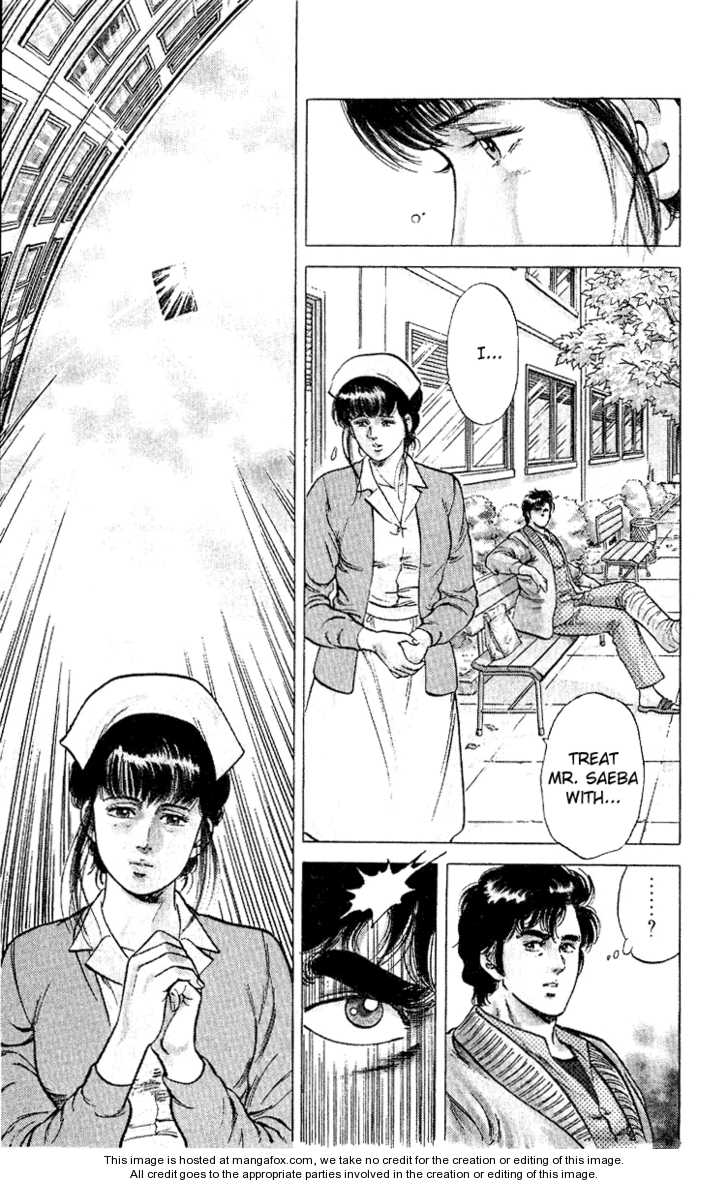 I...
TREAT
MR. SAEBA
WITH...
......
?
This image is hosted at mangafox.com, we take no credit for the creation or editing of this image.
All credit goes to the appropriate parties involved in the creation or editing of this image.